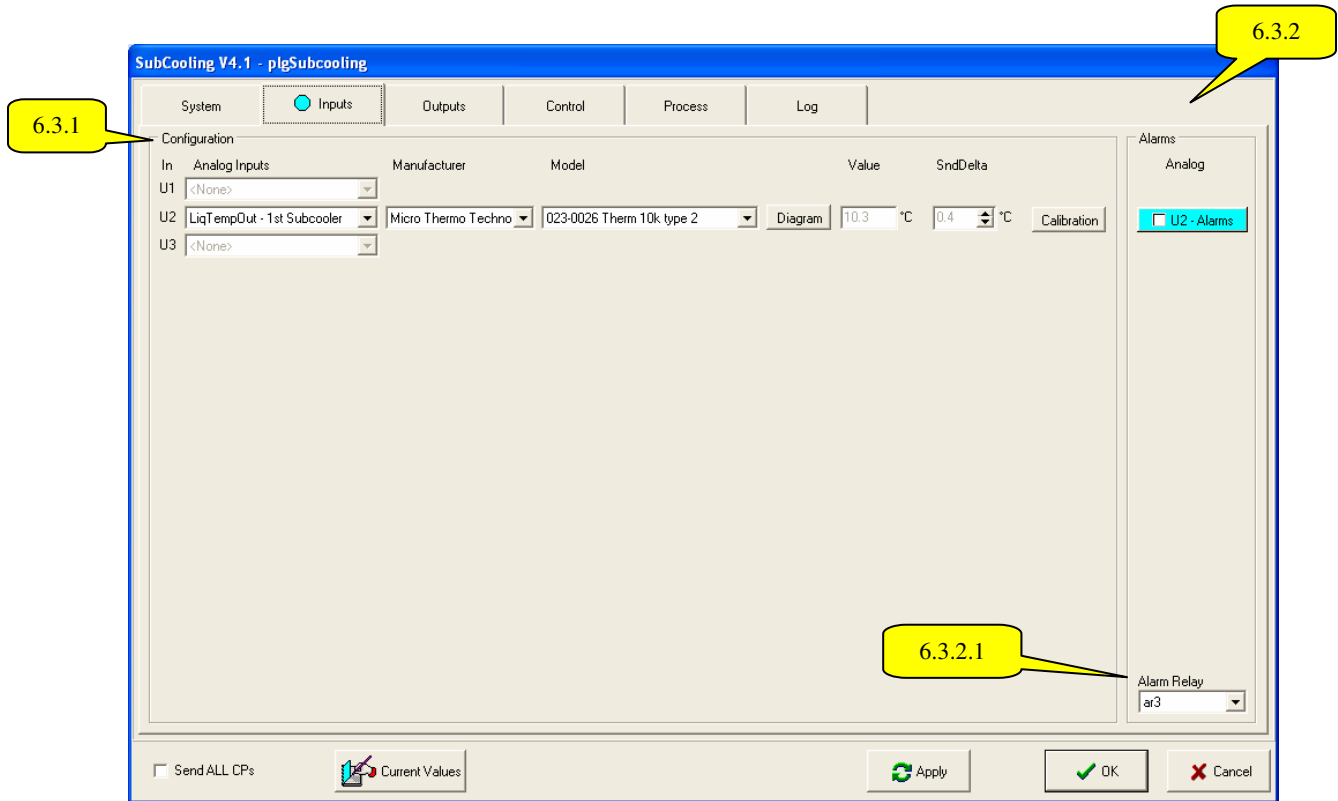 6.3.2
SubCooling V4.1 - plgSubcooling
System Inputs Outputs Control Process Log
6.3.1
Configuration
Alarms
In Analog Inputs Manufacturer Model Value SndDelta
Analog
U1 <None>
U2 LiqTempOut - 1st Subcooler Micro Thermo Techno 023-0026 Therm 10k type 2 Diagram 10.3 °C 0.4 °C Calibration
U2 - Alarms
U3 <None>
6.3.2.1
Alarm Relay
ar3
Send ALL CPs Current Values Apply OK Cancel